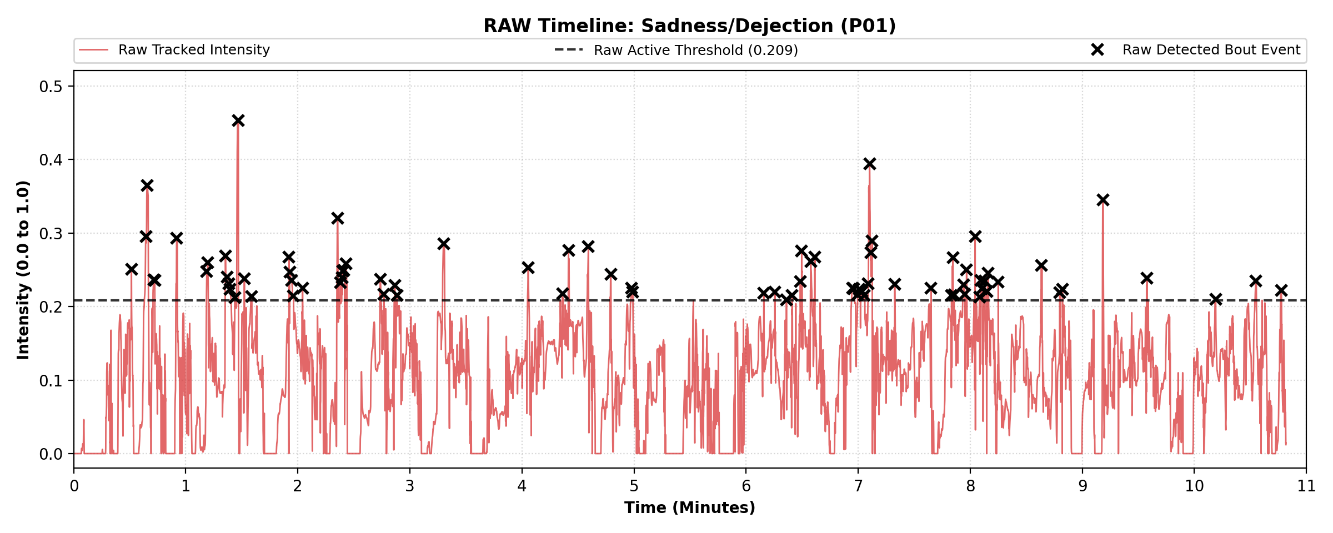 RAW Timeline: Sadness/Dejection (P01)
Raw Tracked Intensity
Raw Active Threshold (0.209)
Raw Detected Bout Event
Intensity (0.0 to 1.0)
0.5
0.4
0.3
0.2
0.1
0.0
0 1 2 3 4 5 6 7 8 9 10 11
Time (Minutes)